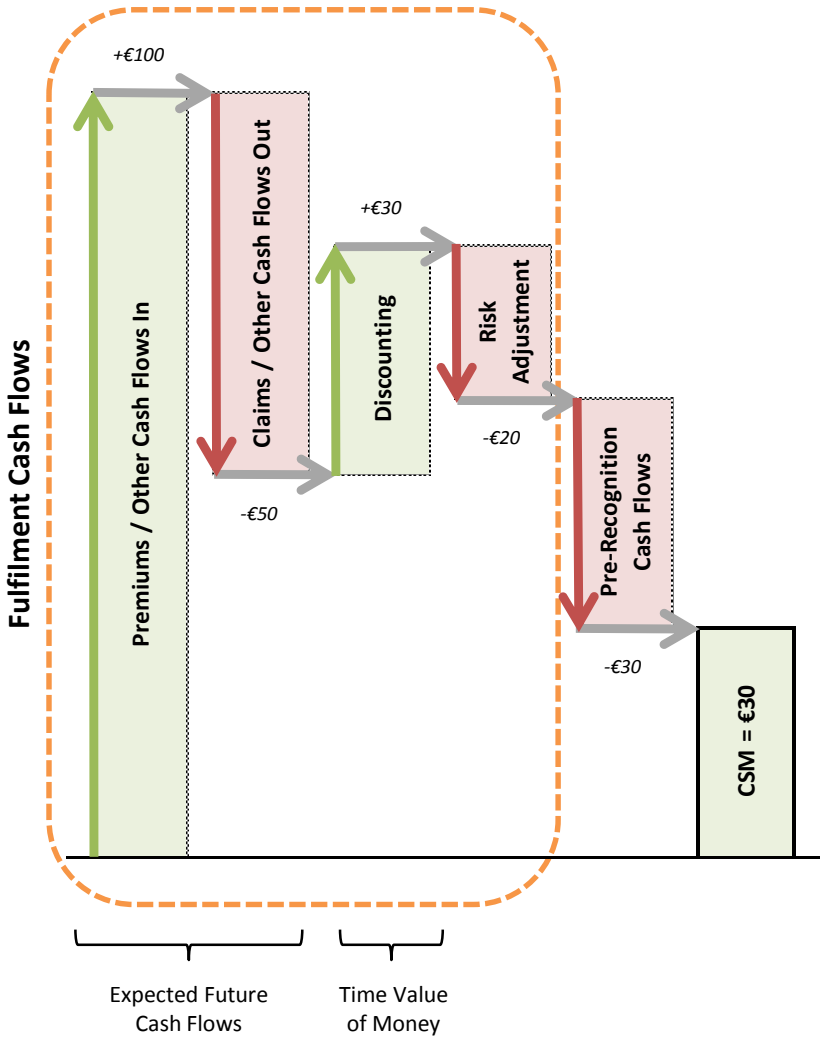 +€100
+€30
-€50
-€20
-€30
Fulfilment Cash Flows
Premiums / Other Cash Flows In
Claims / Other Cash Flows Out
Discounting
Risk
Adjustment
Pre-Recognition
Cash Flows
CSM = €30
Expected Future
Cash Flows
Time Value
of Money